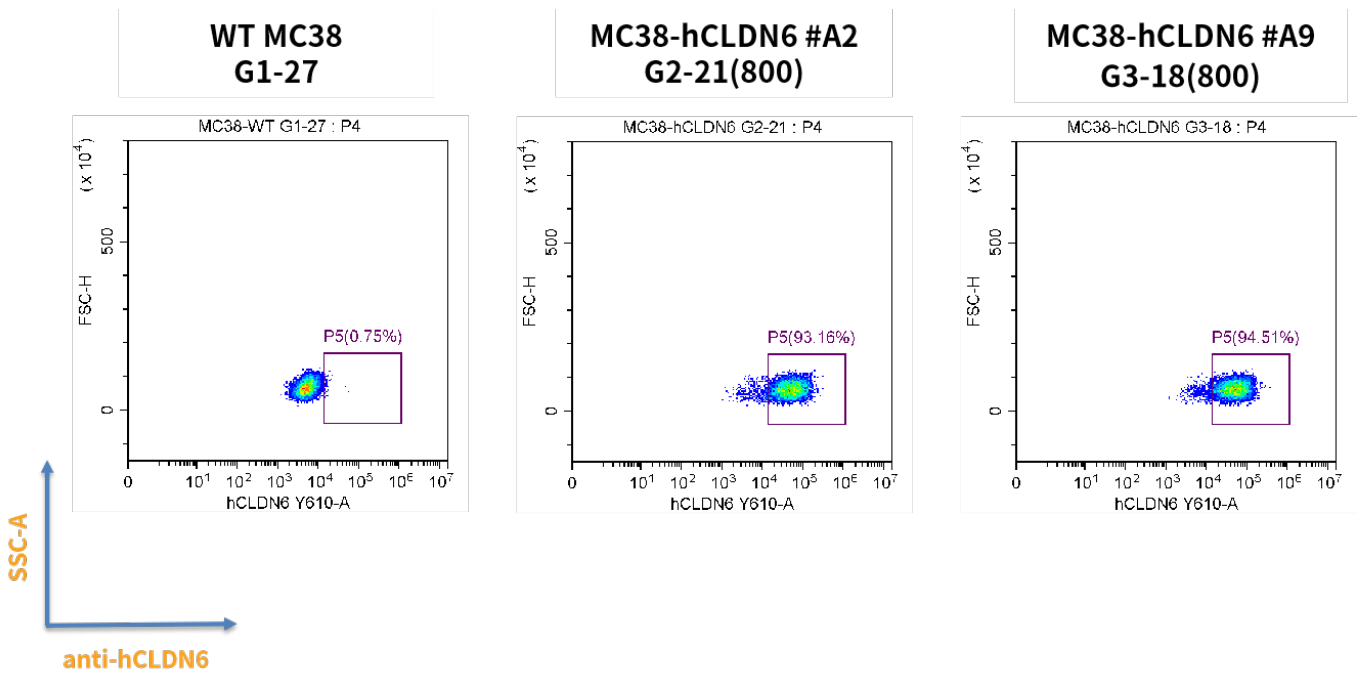 WT MC38
G1-27
MC38-WT G1-27 : P4
(x 10⁴)
FSC-H
500
0
P5(0.75%)
0 10¹ 10² 10³ 10⁴ 10⁵ 10⁶ 10⁷
hCLDN6 Y610-A
MC38-hCLDN6 #A2
G2-21(800)
MC38-hCLDN6 G2-21 : P4
(x 10⁴)
FSC-H
500
0
P5(93.16%)
0 10¹ 10² 10³ 10⁴ 10⁵ 10⁶ 10⁷
hCLDN6 Y610-A
MC38-hCLDN6 #A9
G3-18(800)
MC38-hCLDN6 G3-18 : P4
(x 10⁴)
FSC-H
500
0
P5(94.51%)
0 10¹ 10² 10³ 10⁴ 10⁵ 10⁶ 10⁷
hCLDN6 Y610-A
SSC-A
anti-hCLDN6